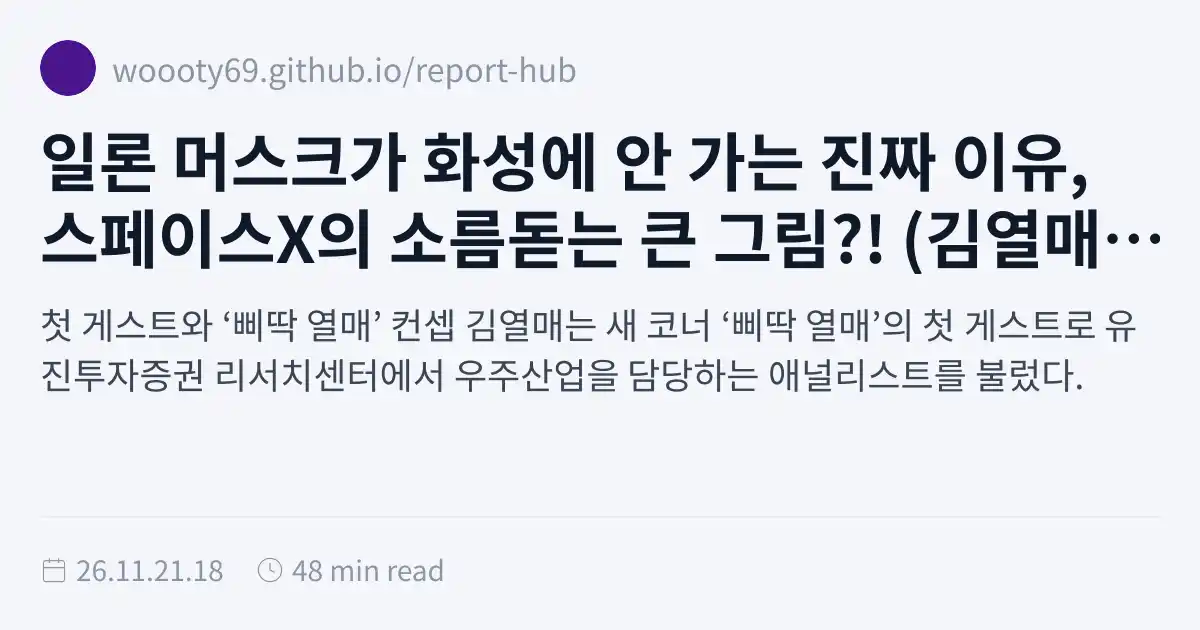 woooty69.github.io/report-hub
일론 머스크가 화성에 안 가는 진짜 이유,
스페이스X의 소름돋는 큰 그림?! (김열매…
첫 게스트와 ‘삐딱 열매’ 컨셉 김열매는 새 코너 ‘삐딱 열매’의 첫 게스트로 유
진투자증권 리서치센터에서 우주산업을 담당하는 애널리스트를 불렀다.
26.11.21.18 48 min read